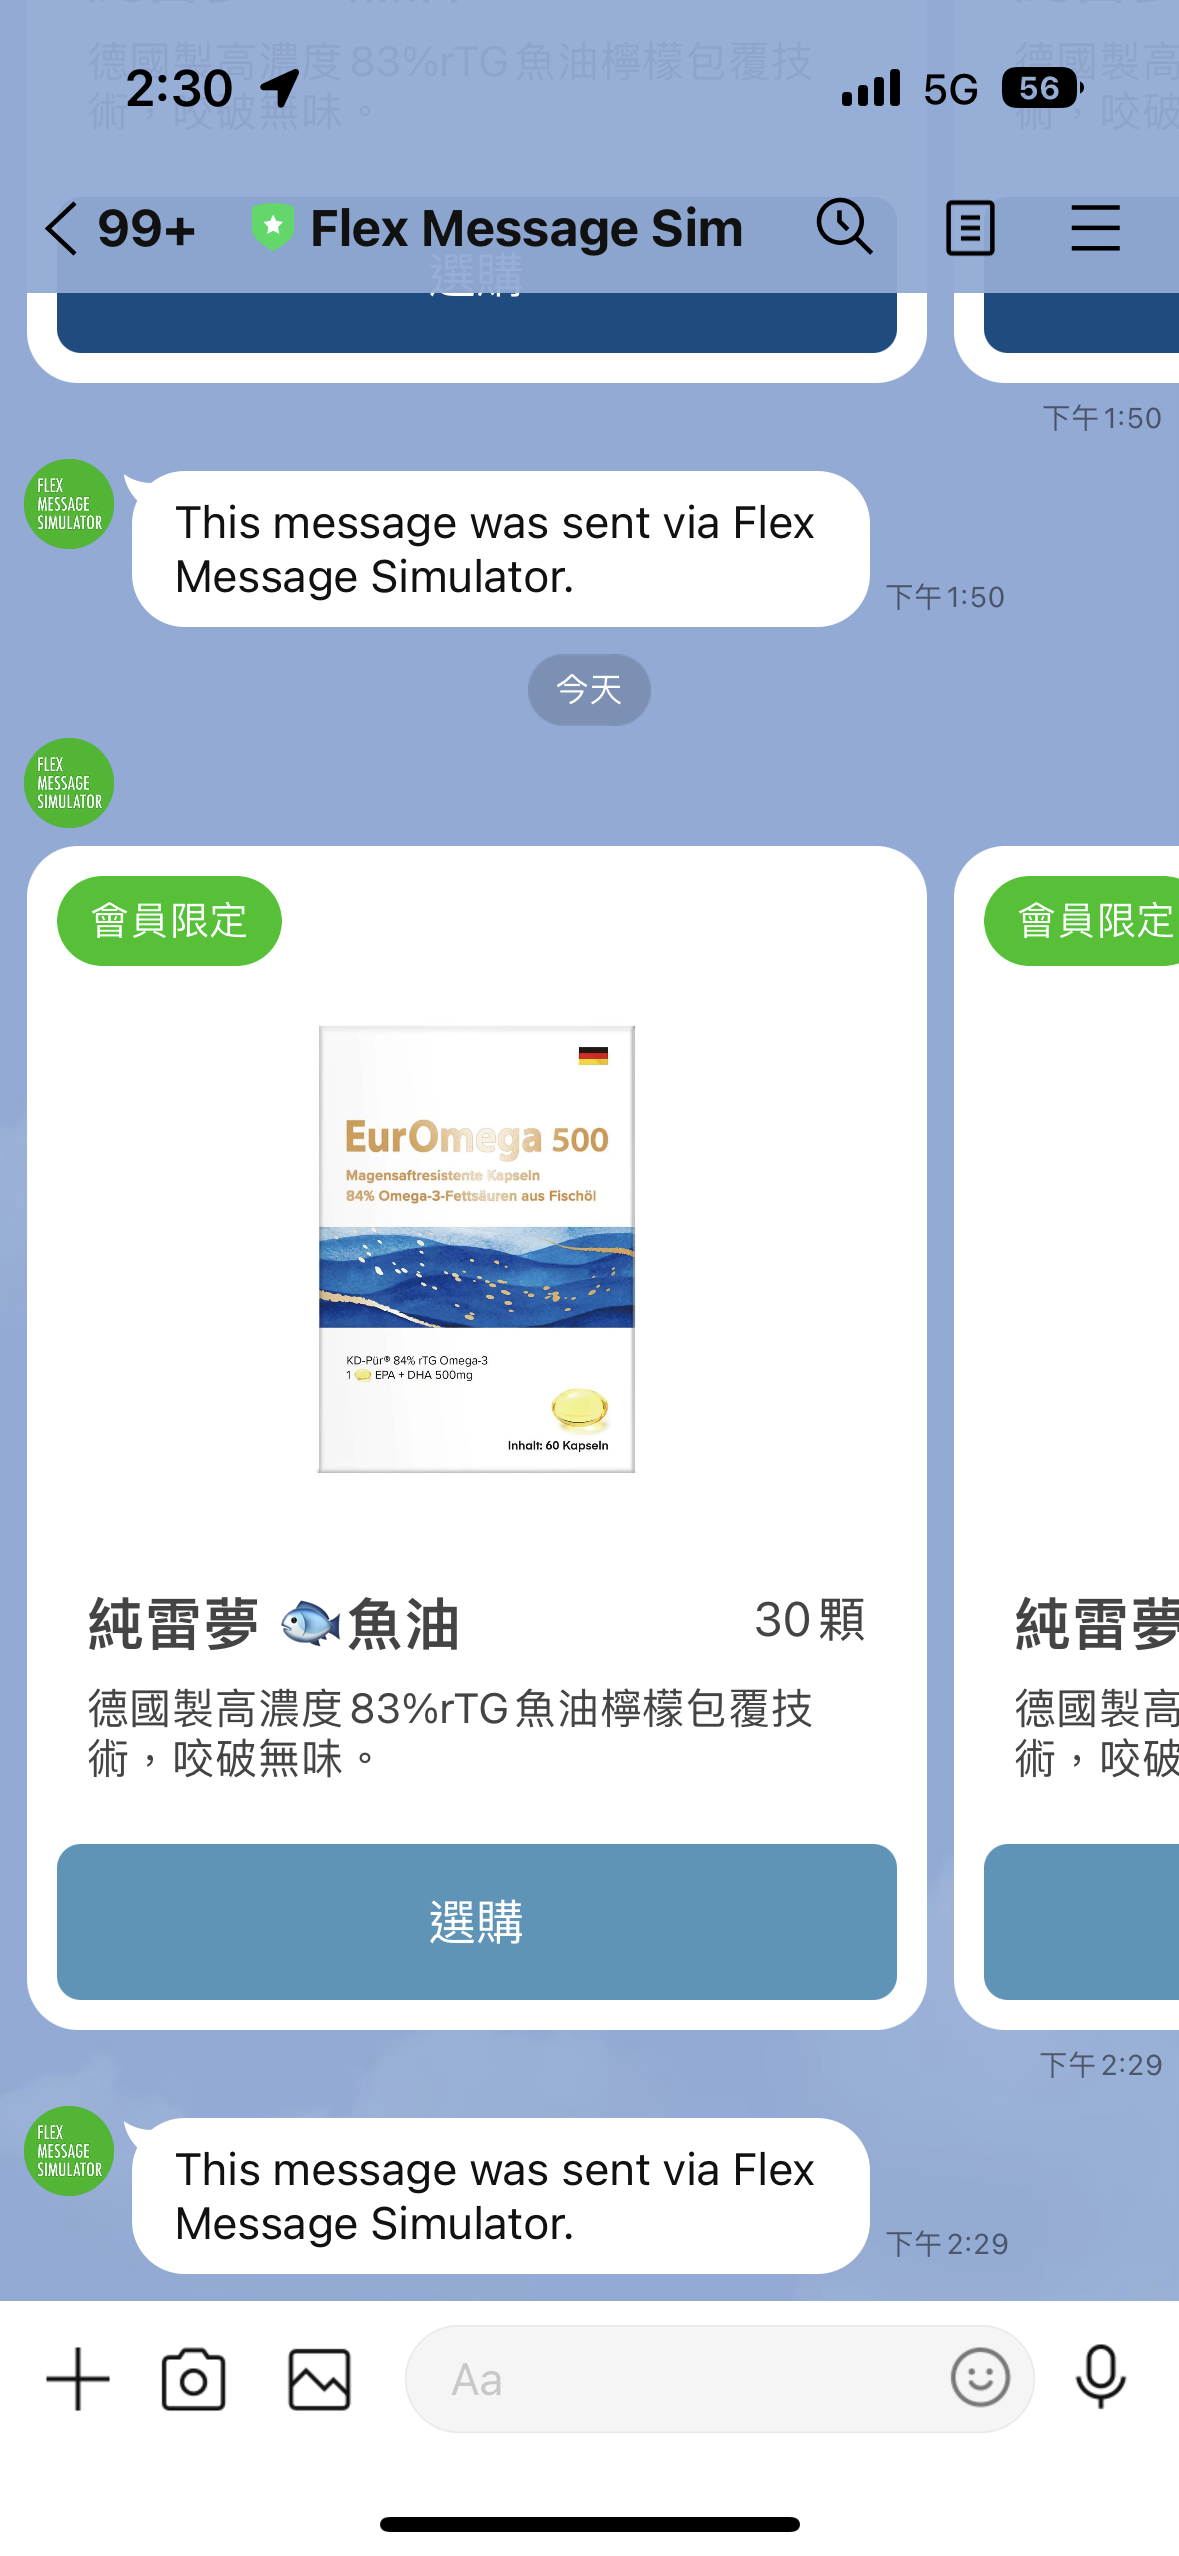 德國製高濃度83%rTG魚油檸檬包覆技
德國製高
2:30
5G
56
術，咬破無味。
術，咬破
99+
Flex Message Sim
選購
下午1:50
FLEX
MESSAGE
SIMULATOR
This message was sent via Flex
Message Simulator.
下午1:50
今天
FLEX
MESSAGE
SIMULATOR
會員限定
會員限定
EurOmega 500
Magensaftresistente Kapseln
84% Omega-3-Fettsäuren aus Fischöl
KD-Pür® 84% rTG Omega-3
1 EPA + DHA 500mg
Inhalt: 60 Kapseln
純雷夢 🐟魚油
30顆
純雷夢
德國製高濃度83%rTG魚油檸檬包覆技
術，咬破無味。
德國製高
術，咬破
選購
下午2:29
FLEX
MESSAGE
SIMULATOR
This message was sent via Flex
Message Simulator.
下午2:29
Aa